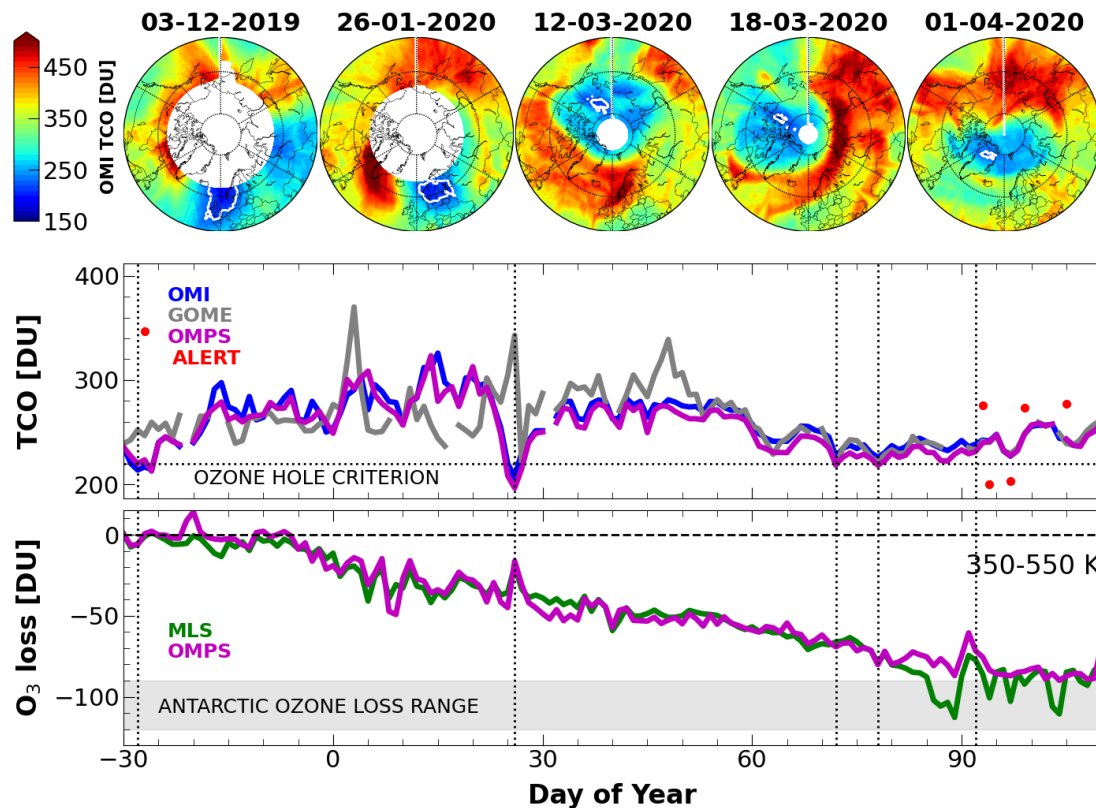 03-12-2019 26-01-2020 12-03-2020 18-03-2020 01-04-2020
OMI TCO [DU]
450
350
250
150
TCO [DU]
400
300
200
OMI
GOME
OMPS
ALERT
OZONE HOLE CRITERION
O₃ loss [DU]
0
−50
−100
350-550 K
MLS
OMPS
ANTARCTIC OZONE LOSS RANGE
−30 0 30 60 90
Day of Year